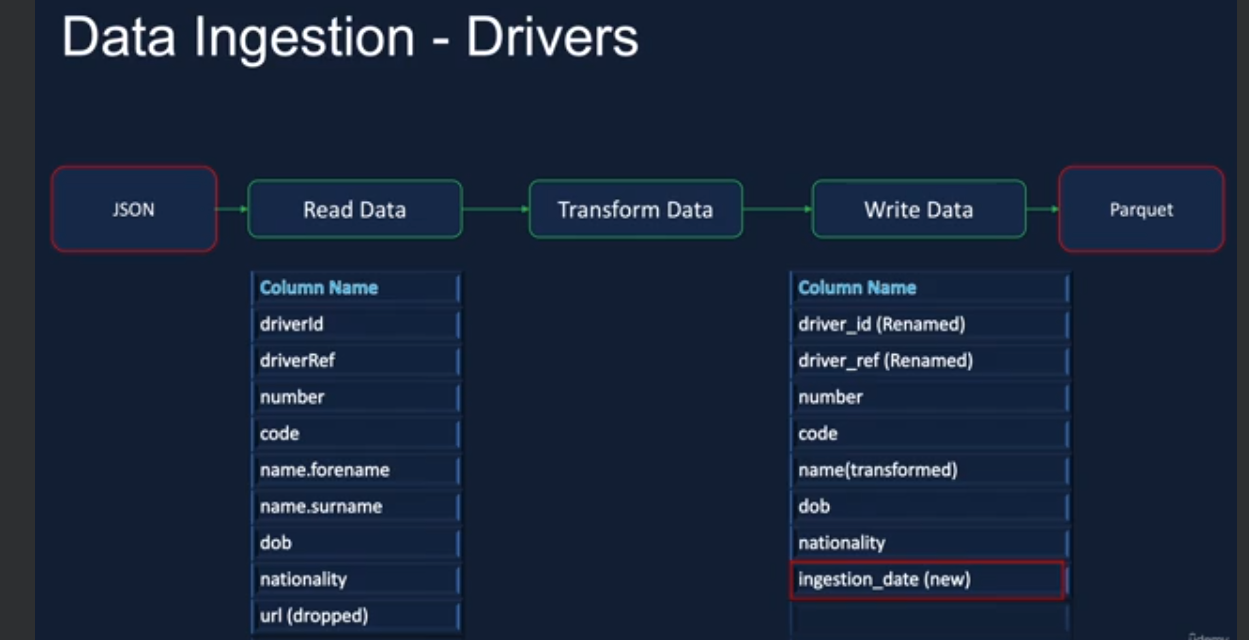 Data Ingestion - Drivers
JSON
Read Data
Transform Data
Write Data
Parquet
Column Name
driverId
driverRef
number
code
name.forename
name.surname
dob
nationality
url (dropped)
Column Name
driver_id (Renamed)
driver_ref (Renamed)
number
code
name(transformed)
dob
nationality
ingestion_date (new)